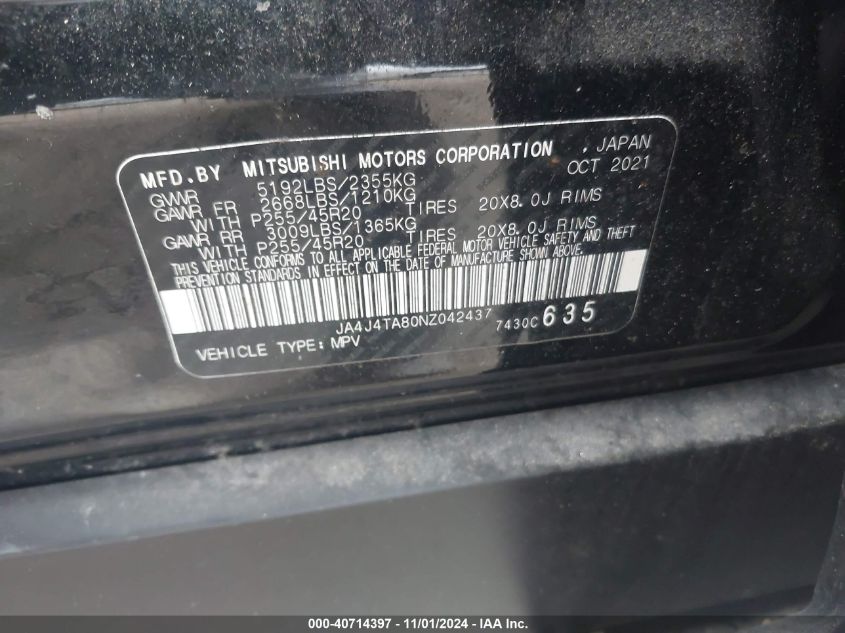 MFD.BY MITSUBISHI MOTORS CORPORATION , JAPAN
GVWR 5192LBS/2355KG OCT 2021
GAWR FR 2668LBS/1210KG
WITH P255/45R20 TIRES 20X8.0J RIMS
GAWR RR 3009LBS/1365KG
WITH P255/45R20 TIRES 20X8.0J RIMS
THIS VEHICLE CONFORMS TO ALL APPLICABLE FEDERAL MOTOR VEHICLE SAFETY AND THEFT
PREVENTION STANDARDS IN EFFECT ON THE DATE OF MANUFACTURE SHOWN ABOVE.
JA4J4TA80NZ042437 7430C 635
VEHICLE TYPE: MPV
000-40714397 - 11/01/2024 - IAA Inc.